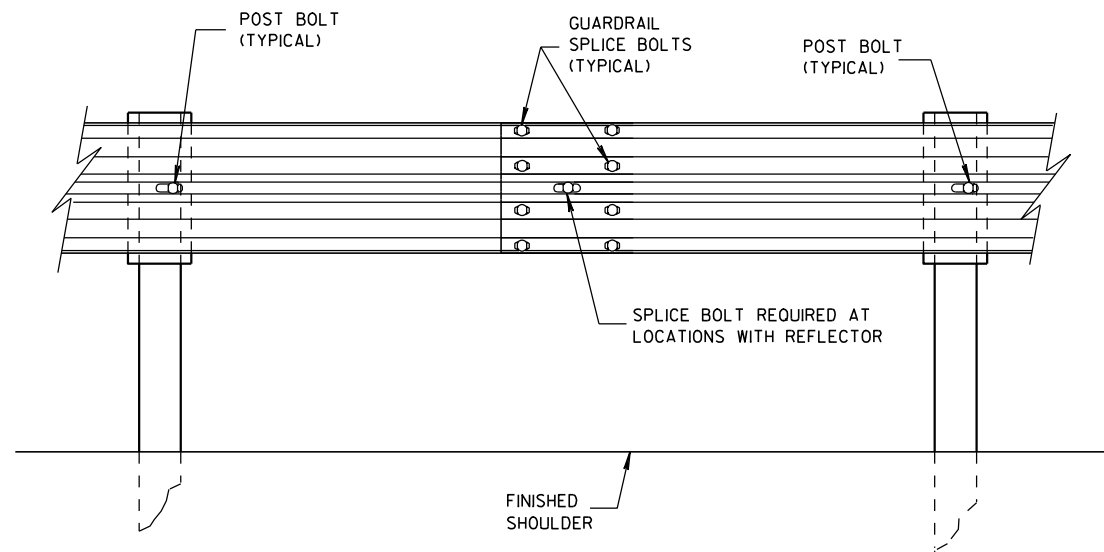 POST BOLT
(TYPICAL)
GUARDRAIL
SPLICE BOLTS
(TYPICAL)
POST BOLT
(TYPICAL)
SPLICE BOLT REQUIRED AT
LOCATIONS WITH REFLECTOR
FINISHED
SHOULDER